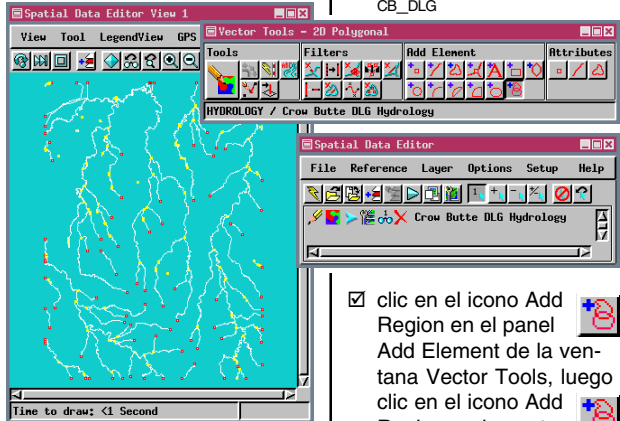 CB_DLG
Spatial Data Editor View 1
View Tool LegendView GPS
Vector Tools - 2D Polygonal
Tools Filters Add Element Attributes
HYDROLOGY / Crow Butte DLG Hydrology
Spatial Data Editor
File Reference Layer Options Setup Help
Crow Butte DLG Hydrology
Time to draw: <1 Second
clic en el icono Add
Region en el panel
Add Element de la ven-
tana Vector Tools, luego
clic en el icono Add